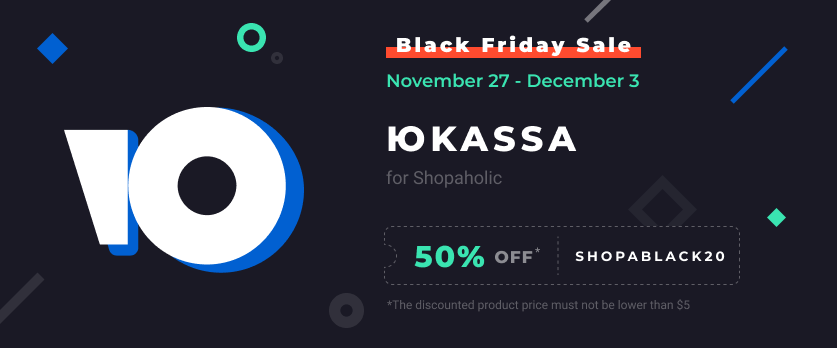 Black Friday Sale
November 27 - December 3
ЮKASSA
for Shopaholic
50% OFF* SHOPABLACK20
*The discounted product price must not be lower than $5